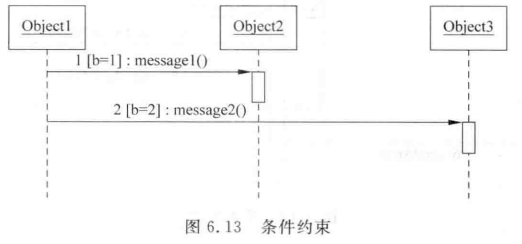 Object1
Object2
Object3
1 [b=1] : message1()
2 [b=2] : message2()
图 6.13 条件约束